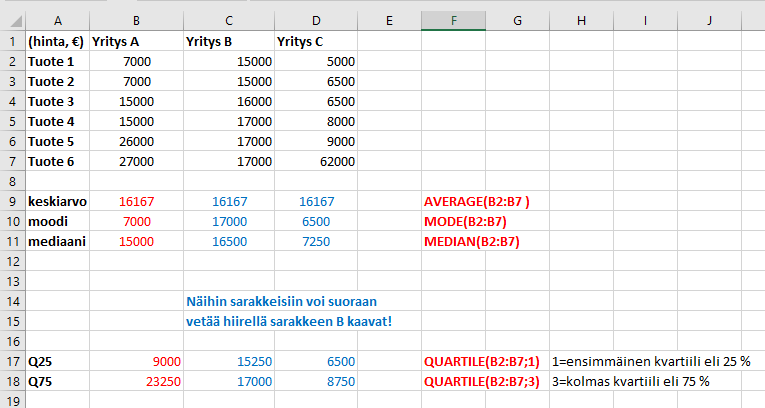 A B C D E F G H I J
1 (hinta, €) Yritys A Yritys B Yritys C
2 Tuote 1 7000 15000 5000
3 Tuote 2 7000 15000 6500
4 Tuote 3 15000 16000 6500
5 Tuote 4 15000 17000 8000
6 Tuote 5 26000 17000 9000
7 Tuote 6 27000 17000 62000
8
9 keskiarvo 16167 16167 16167 AVERAGE(B2:B7 )
10 moodi 7000 17000 6500 MODE(B2:B7)
11 mediaani 15000 16500 7250 MEDIAN(B2:B7)
12
13
14 Näihin sarakkeisiin voi suoraan
15 vetää hiirellä sarakkeen B kaavat!
16
17 Q25 9000 15250 6500 QUARTILE(B2:B7;1) 1=ensimmäinen kvartiili eli 25 %
18 Q75 23250 17000 8750 QUARTILE(B2:B7;3) 3=kolmas kvartiili eli 75 %
19